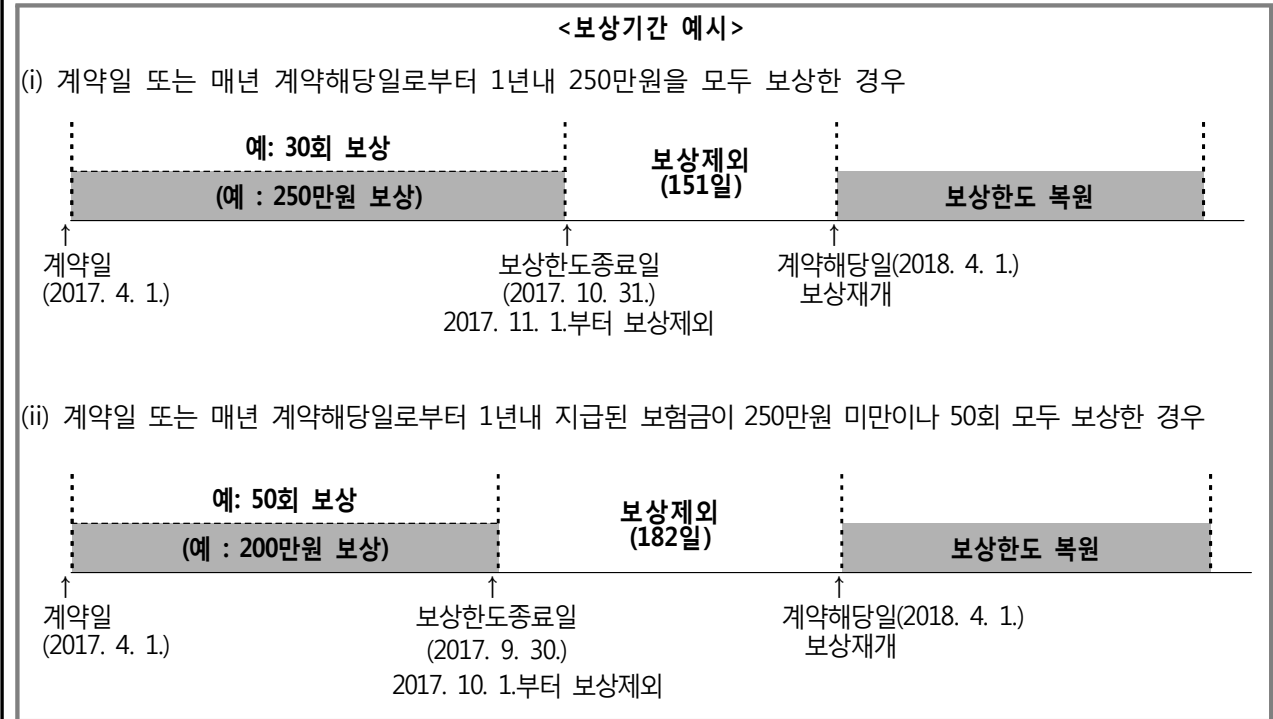 <보상기간 예시>
(i) 계약일 또는 매년 계약해당일로부터 1년내 250만원을 모두 보상한 경우
예: 30회 보상
(예 : 250만원 보상)
보상제외
(151일)
보상한도 복원
↑
계약일
(2017. 4. 1.)
↑
보상한도종료일
(2017. 10. 31.)
2017. 11. 1.부터 보상제외
↑
계약해당일(2018. 4. 1.)
보상재개
(ii) 계약일 또는 매년 계약해당일로부터 1년내 지급된 보험금이 250만원 미만이나 50회 모두 보상한 경우
예: 50회 보상
(예 : 200만원 보상)
보상제외
(182일)
보상한도 복원
↑
계약일
(2017. 4. 1.)
↑
보상한도종료일
(2017. 9. 30.)
2017. 10. 1.부터 보상제외
↑
계약해당일(2018. 4. 1.)
보상재개